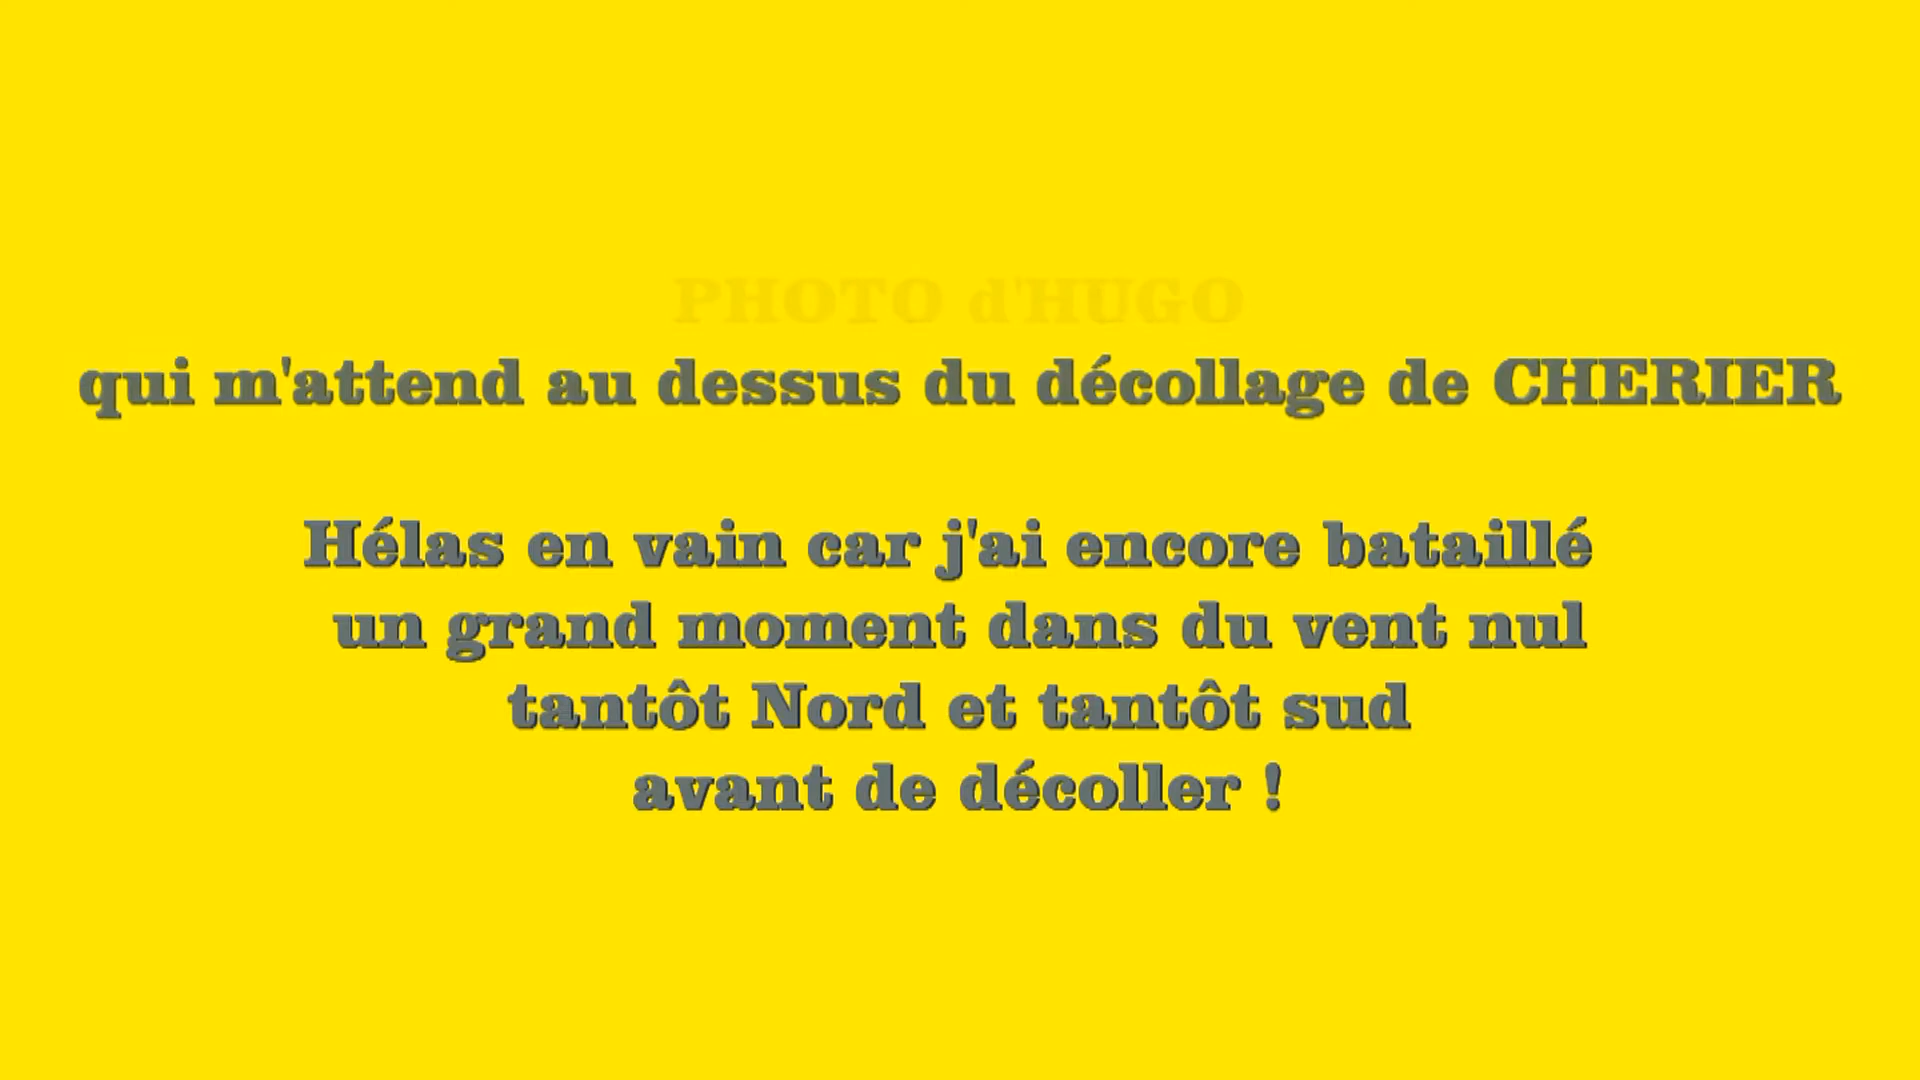 PHOTO d'HUGO
qui m'attend au dessus du décollage de CHERIER
Hélas en vain car j'ai encore bataillé
un grand moment dans du vent nul
tantôt Nord et tantôt sud
avant de décoller !